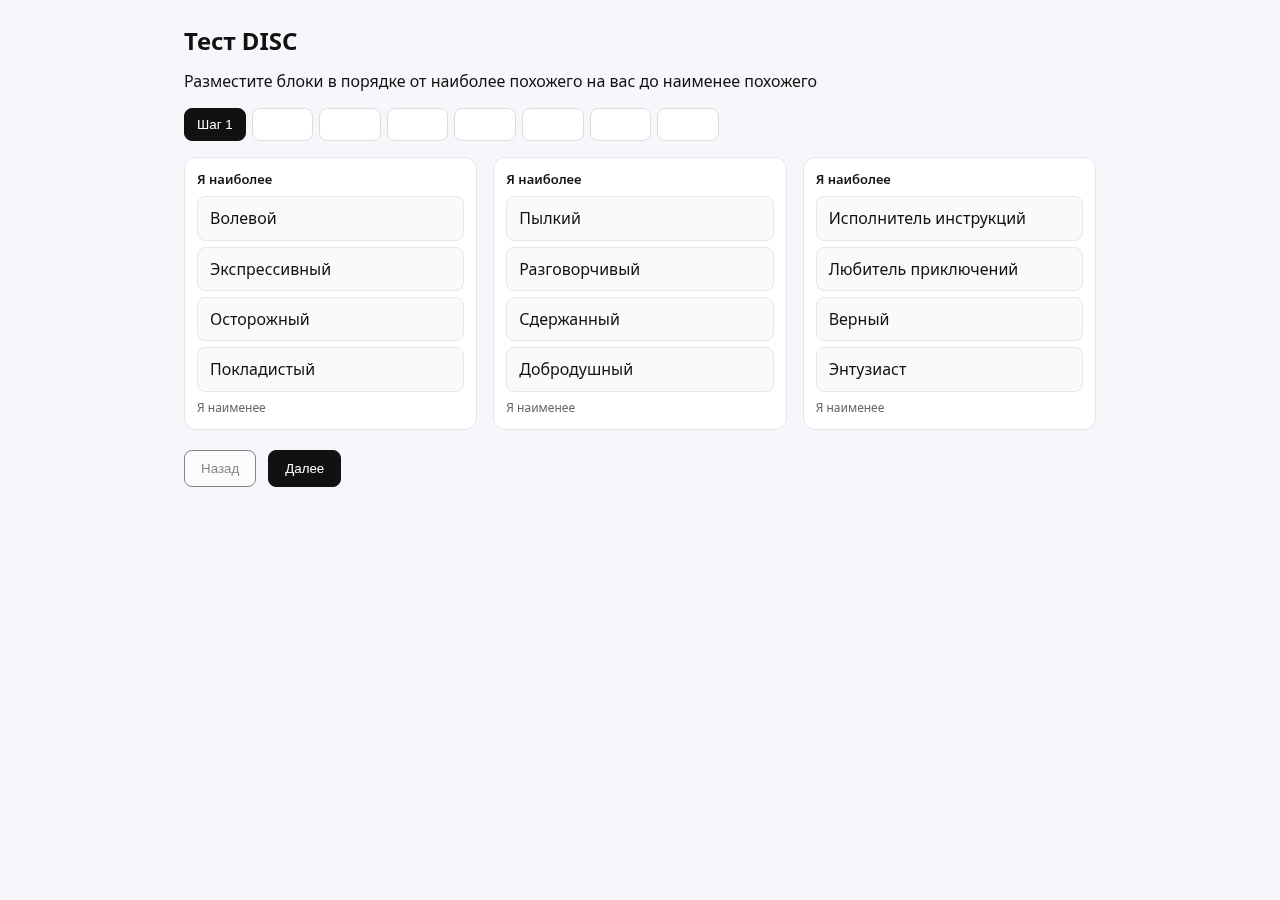 Тест DISC
Разместите блоки в порядке от наиболее похожего на вас до наименее похожего
Шаг 1
Я наиболее
Волевой
Экспрессивный
Осторожный
Покладистый
Я наименее
Я наиболее
Пылкий
Разговорчивый
Сдержанный
Добродушный
Я наименее
Я наиболее
Исполнитель инструкций
Любитель приключений
Верный
Энтузиаст
Я наименее
Назад
Далее